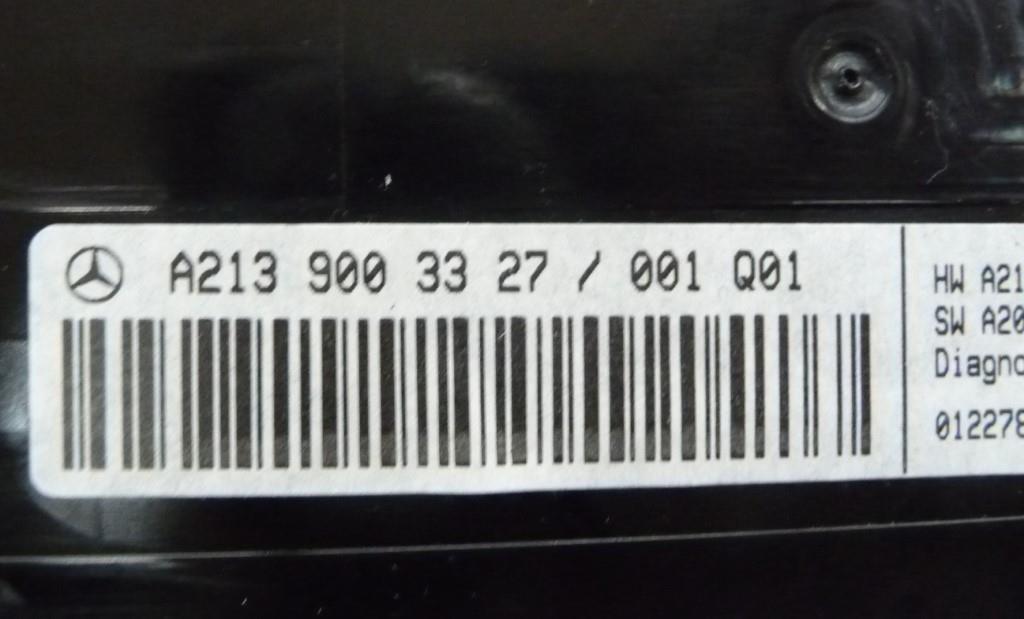 A213 900 33 27 / 001 Q01
HW A21
SW A20
Diagno
012278